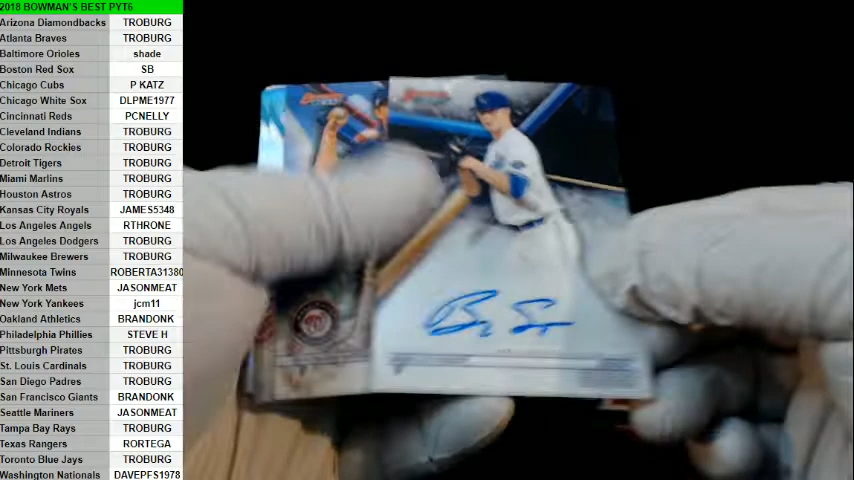 2018 BOWMAN'S BEST PYT6
Arizona Diamondbacks TROBURG
Atlanta Braves TROBURG
Baltimore Orioles shade
Boston Red Sox SB
Chicago Cubs P KATZ
Chicago White Sox DLPME1977
Cincinnati Reds PCNELLY
Cleveland Indians TROBURG
Colorado Rockies TROBURG
Detroit Tigers TROBURG
Miami Marlins TROBURG
Houston Astros TROBURG
Kansas City Royals JAMES5348
Los Angeles Angels RTHRONE
Los Angeles Dodgers TROBURG
Milwaukee Brewers TROBURG
Minnesota Twins ROBERTA31380
New York Mets JASONMEAT
New York Yankees jcm11
Oakland Athletics BRANDONK
Philadelphia Phillies STEVE H
Pittsburgh Pirates TROBURG
St. Louis Cardinals TROBURG
San Diego Padres TROBURG
San Francisco Giants BRANDONK
Seattle Mariners JASONMEAT
Tampa Bay Rays TROBURG
Texas Rangers RORTEGA
Toronto Blue Jays TROBURG
Washington Nationals DAVEPFS1978